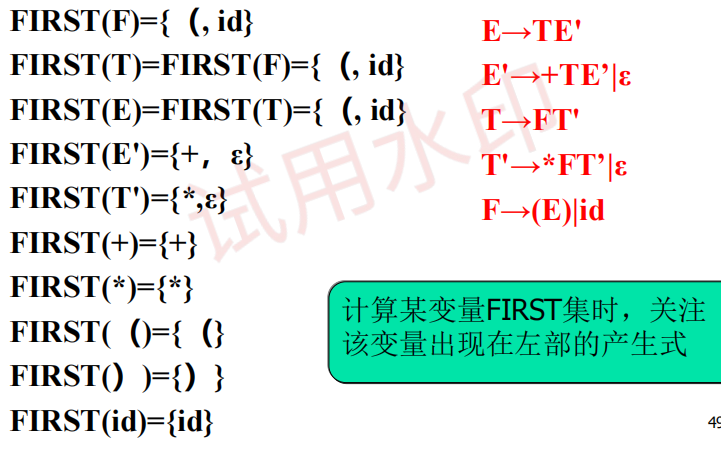 FIRST(F)={ (, id}
FIRST(T)=FIRST(F)={ (, id}
FIRST(E)=FIRST(T)={ (, id}
FIRST(E')={+, ε}
FIRST(T')={*,ε}
FIRST(+)={+}
FIRST(*)={*}
FIRST( ()={ (}
FIRST() )={) }
FIRST(id)={id}
E→TE'
E'→+TE’|ε
T→FT'
T'→*FT’|ε
F→(E)|id
计算某变量FIRST集时，关注
该变量出现在左部的产生式
试用水印
49